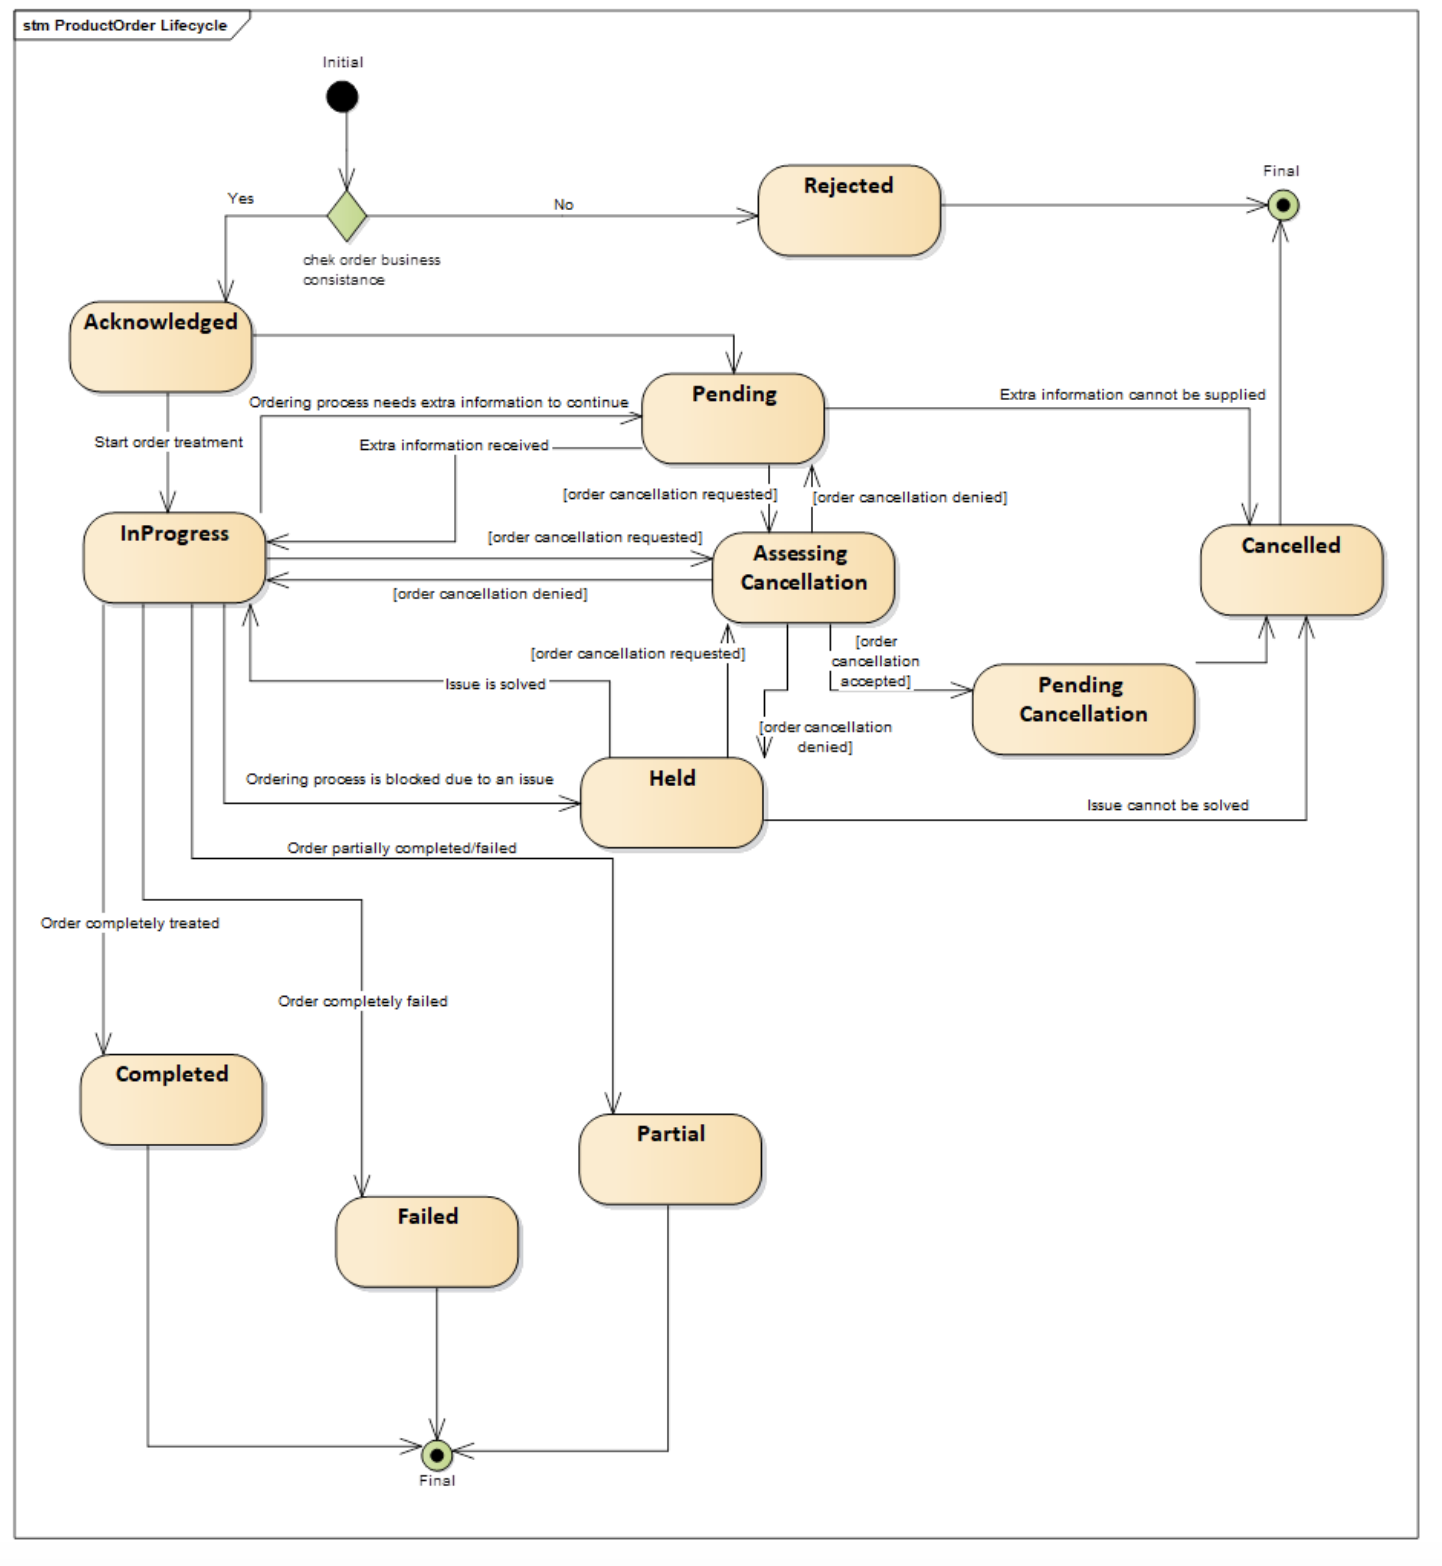 stm ProductOrder Lifecycle
Initial
Final
Rejected
Yes
No
chek order business
consistance
Acknowledged
Pending
Ordering process needs extra information to continue
Extra information cannot be supplied
Start order treatment
Extra information received
[order cancellation requested]
[order cancellation denied]
InProgress
[order cancellation requested]
Assessing
Cancellation
Cancelled
[order cancellation denied]
[order
cancellation
accepted]
[order cancellation requested]
Issue is solved
Pending
Cancellation
[order cancellation
denied]
Ordering process is blocked due to an issue
Held
Issue cannot be solved
Order partially completed/failed
Order completely treated
Order completely failed
Completed
Partial
Failed
Final